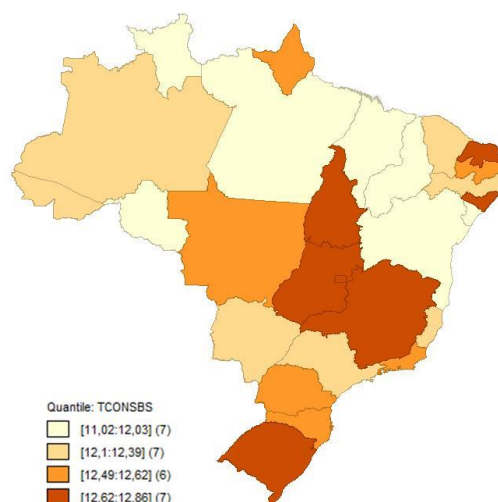 Quantile: TCONSBS
[11,02:12,03] (7)
[12,1:12,39] (7)
[12,49:12,62] (6)
[12,62:12,86] (7)